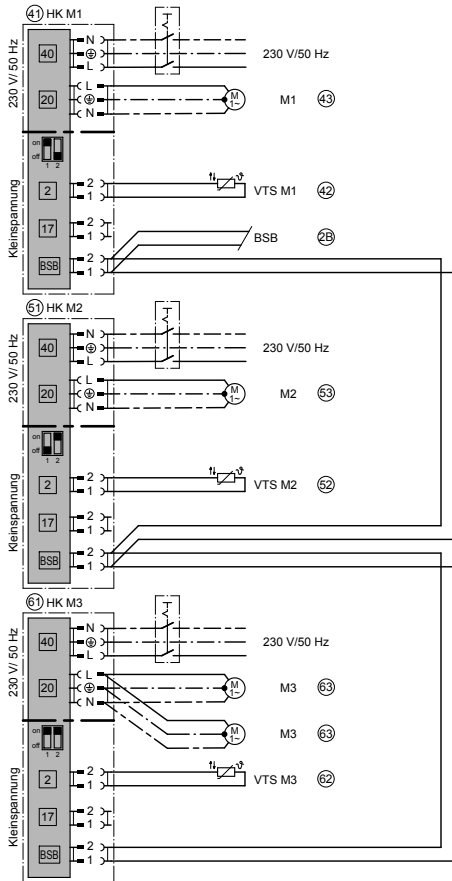 41 HK M1
230 V/ 50 Hz
40
N
L
230 V/50 Hz
20
L
N
M
1~
M1 43
on
off
1 2
Kleinspannung
2
2
1
VTS M1 42
17
2
1
BSB 2B
BSB
2
1
51 HK M2
230 V/ 50 Hz
40
N
L
230 V/50 Hz
20
L
N
M
1~
M2 53
on
off
1 2
Kleinspannung
2
2
1
VTS M2 52
17
2
1
BSB
2
1
61 HK M3
230 V/ 50 Hz
40
N
L
230 V/50 Hz
20
L
N
M
1~
M3 63
M
1~
M3 63
on
off
1 2
Kleinspannung
2
2
1
VTS M3 62
17
2
1
BSB
2
1